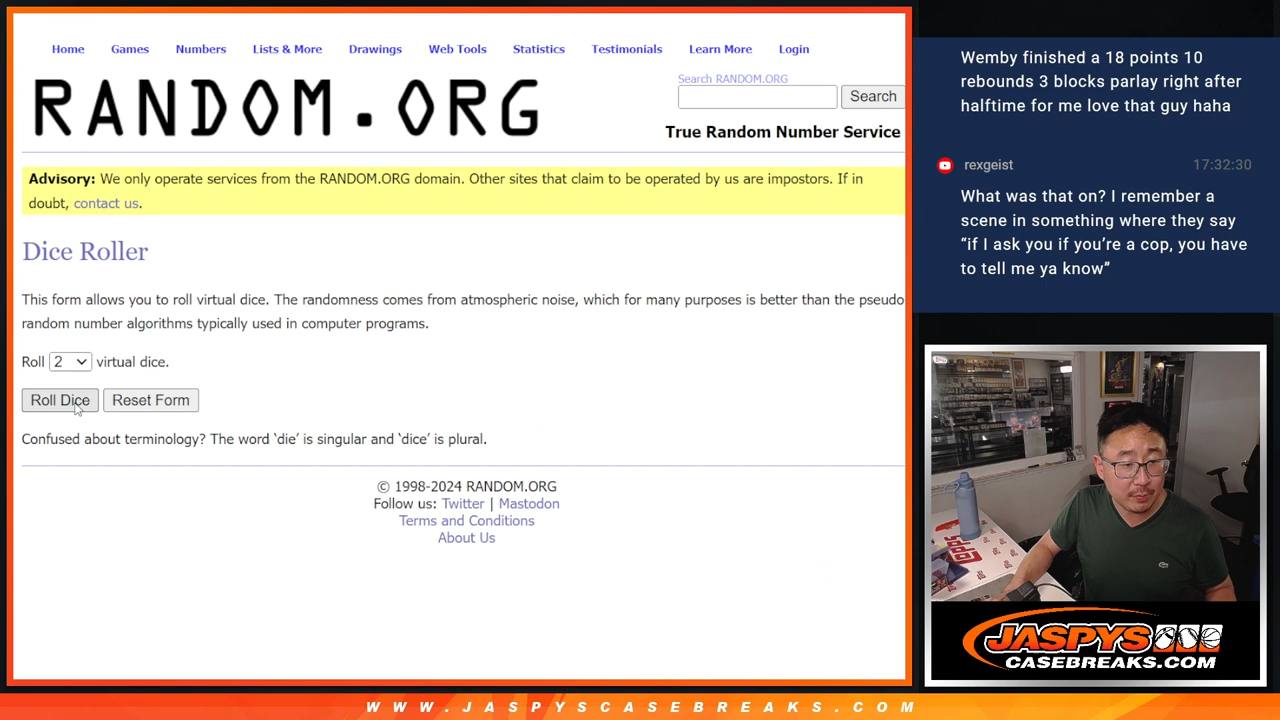 Home Games Numbers Lists & More Drawings Web Tools Statistics Testimonials Learn More Login
RANDOM.ORG
Search RANDOM.ORG
Search
True Random Number Service
Advisory: We only operate services from the RANDOM.ORG domain. Other sites that claim to be operated by us are impostors. If in
doubt, contact us.
Dice Roller
This form allows you to roll virtual dice. The randomness comes from atmospheric noise, which for many purposes is better than the pseudo
random number algorithms typically used in computer programs.
Roll 2 virtual dice.
Roll Dice Reset Form
Confused about terminology? The word ‘die’ is singular and ‘dice’ is plural.
© 1998-2024 RANDOM.ORG
Follow us: Twitter | Mastodon
Terms and Conditions
About Us
Wemby finished a 18 points 10
rebounds 3 blocks parlay right after
halftime for me love that guy haha
rexgeist 17:32:30
What was that on? I remember a
scene in something where they say
“if I ask you if you’re a cop, you have
to tell me ya know”
topps
JASPYS
CASEBREAKS.COM
WWW.JASPYSCASEBREAKS.COM